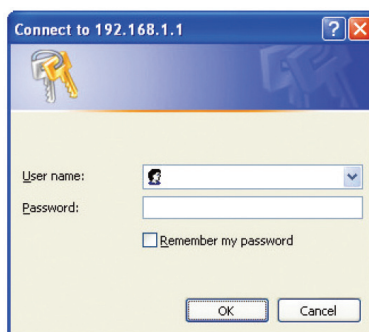 Connect to 192.168.1.1
User name:
Password:
Remember my password
OK
Cancel